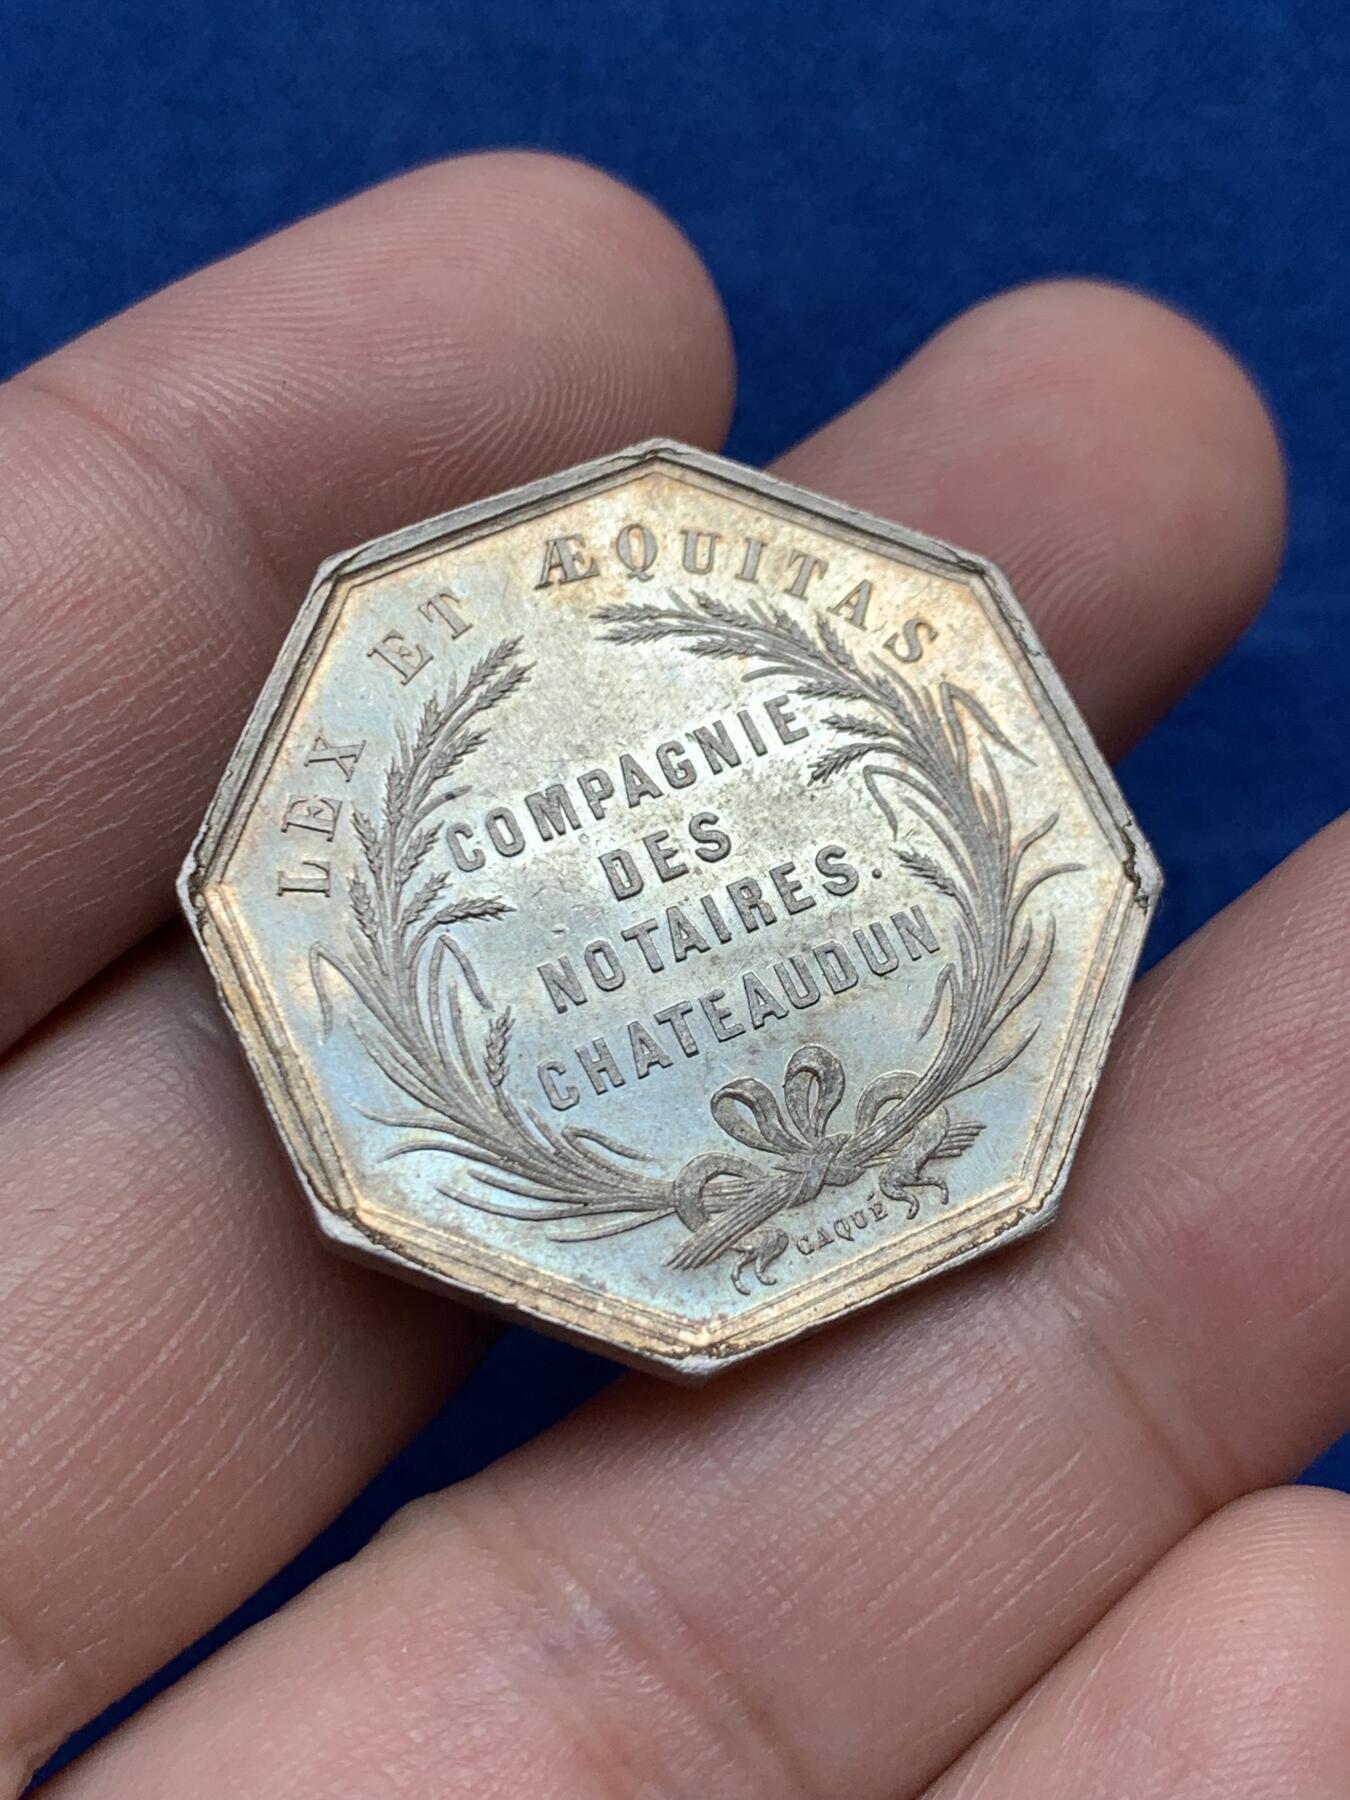 LEX ET ÆQUITAS
COMPAGNIE
DES
NOTAIRES.
CHATEAUDUN
CAQUÉ